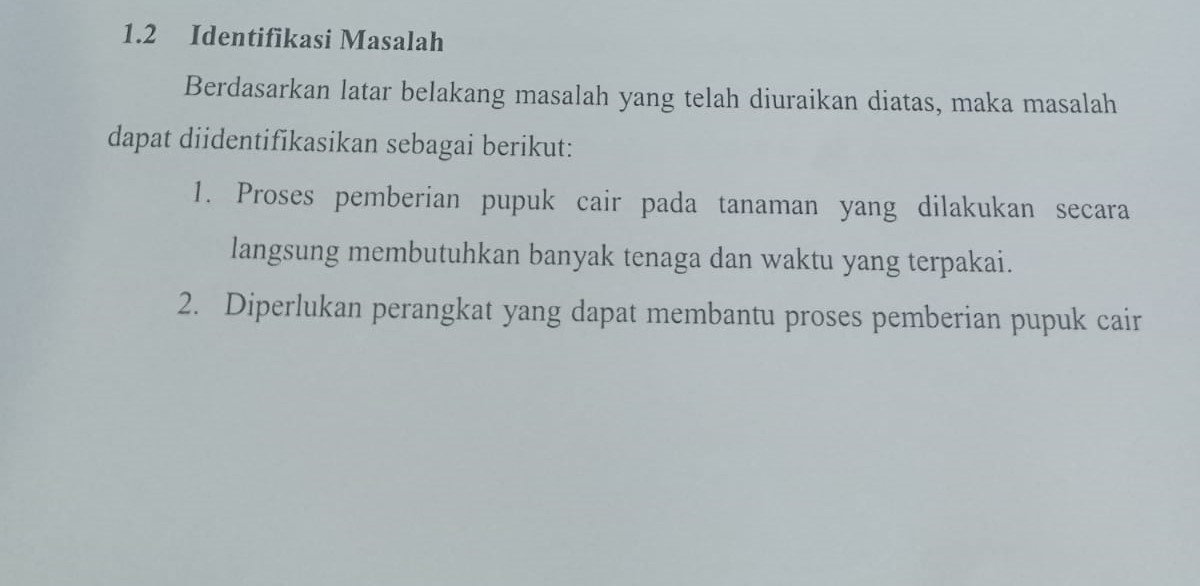 1.2 Identifikasi Masalah
Berdasarkan latar belakang masalah yang telah diuraikan diatas, maka masalah
dapat diidentifikasikan sebagai berikut:
1. Proses pemberian pupuk cair pada tanaman yang dilakukan secara
langsung membutuhkan banyak tenaga dan waktu yang terpakai.
2. Diperlukan perangkat yang dapat membantu proses pemberian pupuk cair